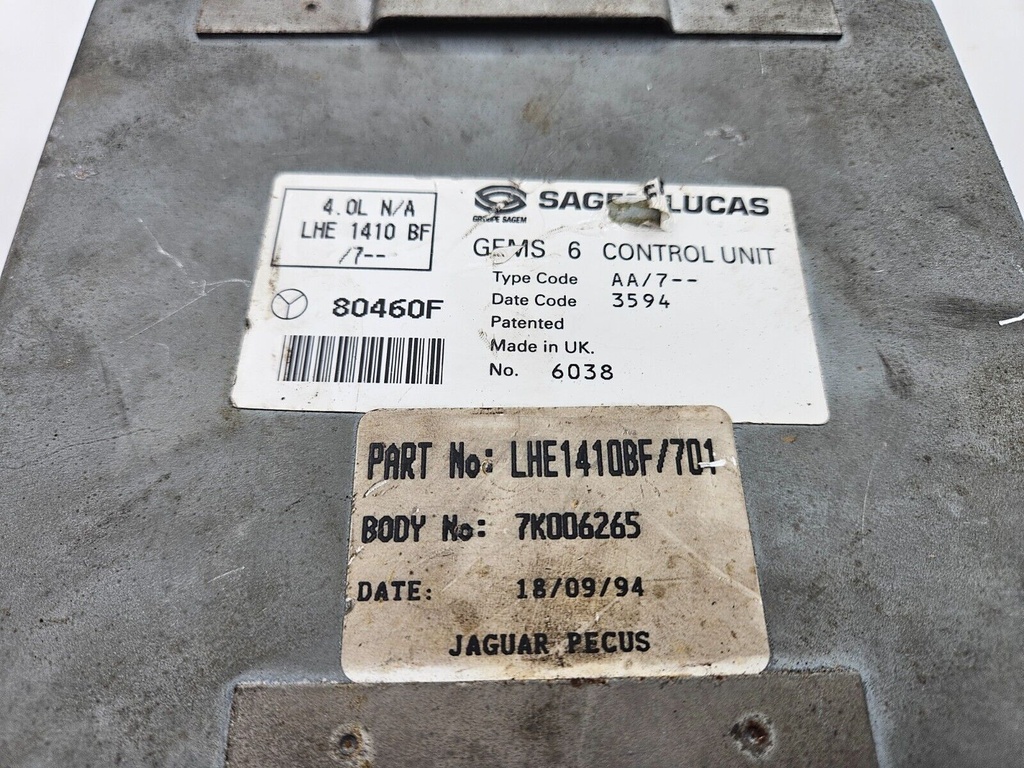 4.0L N/A
LHE 1410 BF
/7--
80460F
GROUPE SAGEM
SAGEM LUCAS
GEMS 6 CONTROL UNIT
Type Code AA/7--
Date Code 3594
Patented
Made in UK.
No. 6038
PART No: LHE1410BF/701
BODY No: 7K006265
DATE: 18/09/94
JAGUAR PECUS